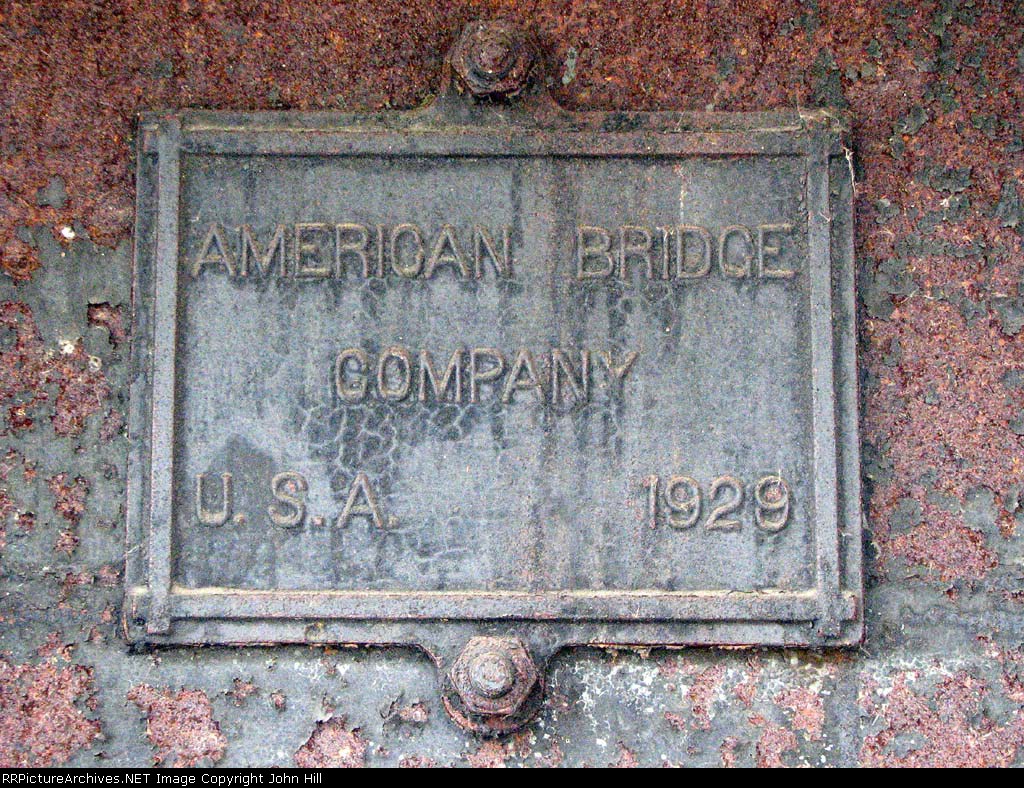 AMERICAN BRIDGE
COMPANY
U.S.A. 1929
RRPictureArchives.NET Image Copyright John Hill